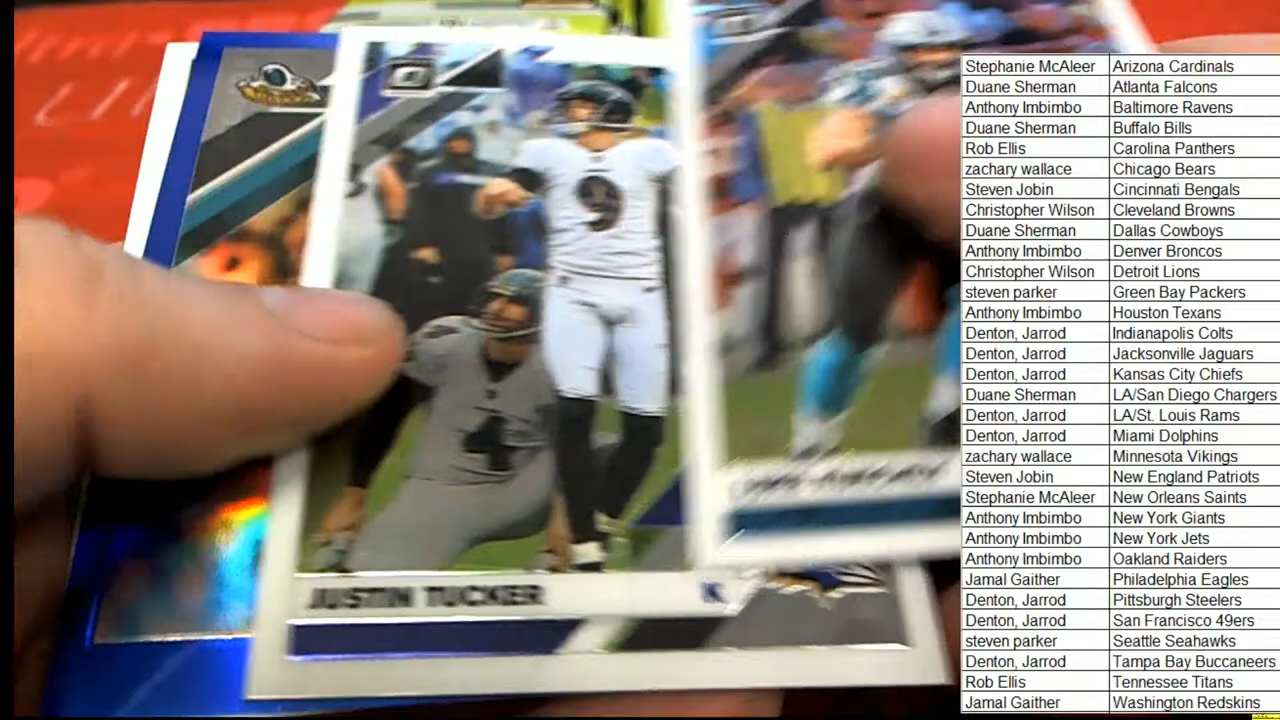 JUSTIN TUCKER
K
9
4
Stephanie McAleer Arizona Cardinals
Duane Sherman Atlanta Falcons
Anthony Imbimbo Baltimore Ravens
Duane Sherman Buffalo Bills
Rob Ellis Carolina Panthers
zachary wallace Chicago Bears
Steven Jobin Cincinnati Bengals
Christopher Wilson Cleveland Browns
Duane Sherman Dallas Cowboys
Anthony Imbimbo Denver Broncos
Christopher Wilson Detroit Lions
steven parker Green Bay Packers
Anthony Imbimbo Houston Texans
Denton, Jarrod Indianapolis Colts
Denton, Jarrod Jacksonville Jaguars
Denton, Jarrod Kansas City Chiefs
Duane Sherman LA/San Diego Chargers
Denton, Jarrod LA/St. Louis Rams
Denton, Jarrod Miami Dolphins
zachary wallace Minnesota Vikings
Steven Jobin New England Patriots
Stephanie McAleer New Orleans Saints
Anthony Imbimbo New York Giants
Anthony Imbimbo New York Jets
Anthony Imbimbo Oakland Raiders
Jamal Gaither Philadelphia Eagles
Denton, Jarrod Pittsburgh Steelers
Denton, Jarrod San Francisco 49ers
steven parker Seattle Seahawks
Denton, Jarrod Tampa Bay Buccaneers
Rob Ellis Tennessee Titans
Jamal Gaither Washington Redskins